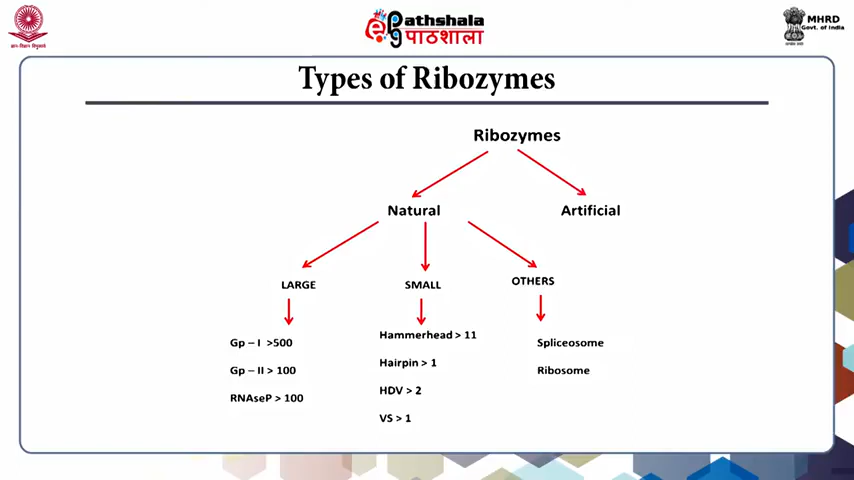 ePathshala
पाठशाला
MHRD
Govt. of India
Types of Ribozymes
Ribozymes
Natural
Artificial
LARGE
SMALL
OTHERS
Gp – I >500
Gp – II > 100
RNAseP > 100
Hammerhead > 11
Hairpin > 1
HDV > 2
VS > 1
Spliceosome
Ribosome